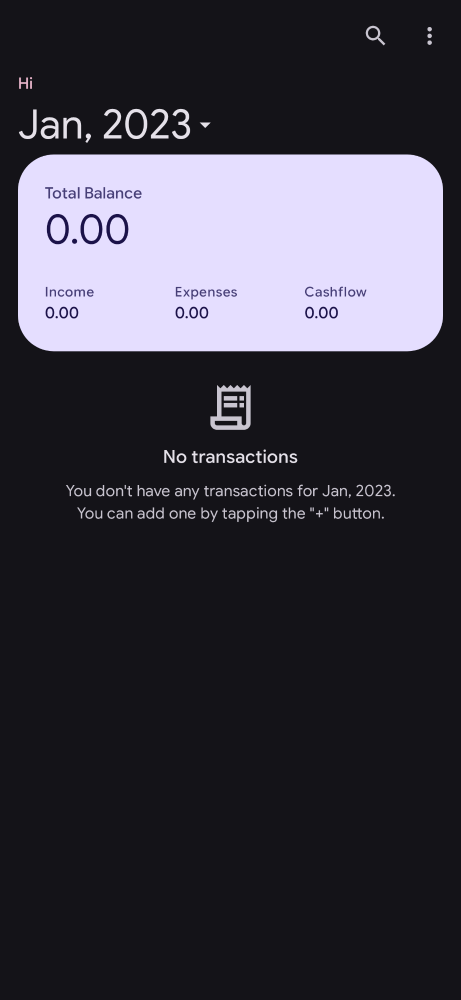 Hi
Jan, 2023
Total Balance
0.00
Income
Expenses
Cashflow
0.00
0.00
0.00
No transactions
You don't have any transactions for Jan, 2023.
You can add one by tapping the "+" button.